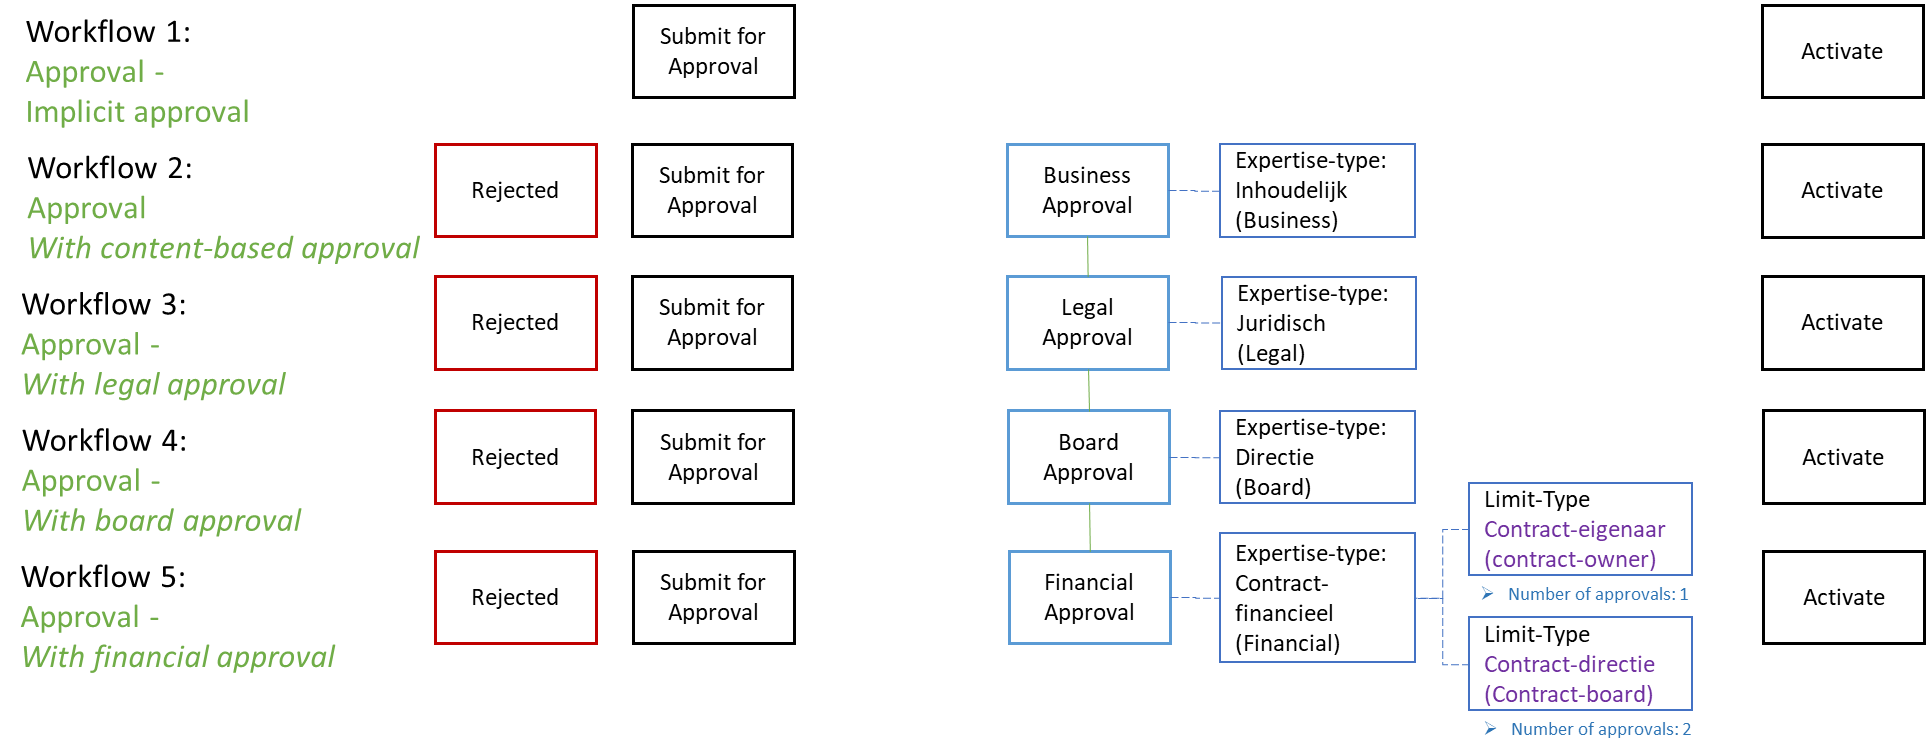 Workflow 1:
Approval -
Implicit approval
Submit for
Approval
Activate
Workflow 2:
Approval
With content-based approval
Rejected
Submit for
Approval
Business
Approval
Expertise-type:
Inhoudelijk
(Business)
Activate
Workflow 3:
Approval -
With legal approval
Rejected
Submit for
Approval
Legal
Approval
Expertise-type:
Juridisch
(Legal)
Activate
Workflow 4:
Approval -
With board approval
Rejected
Submit for
Approval
Board
Approval
Expertise-type:
Directie
(Board)
Activate
Workflow 5:
Approval -
With financial approval
Rejected
Submit for
Approval
Financial
Approval
Expertise-type:
Contract-
financieel
(Financial)
Limit-Type
Contract-eigenaar
(contract-owner)
Number of approvals: 1
Limit-Type
Contract-directie
(Contract-board)
Number of approvals: 2
Activate